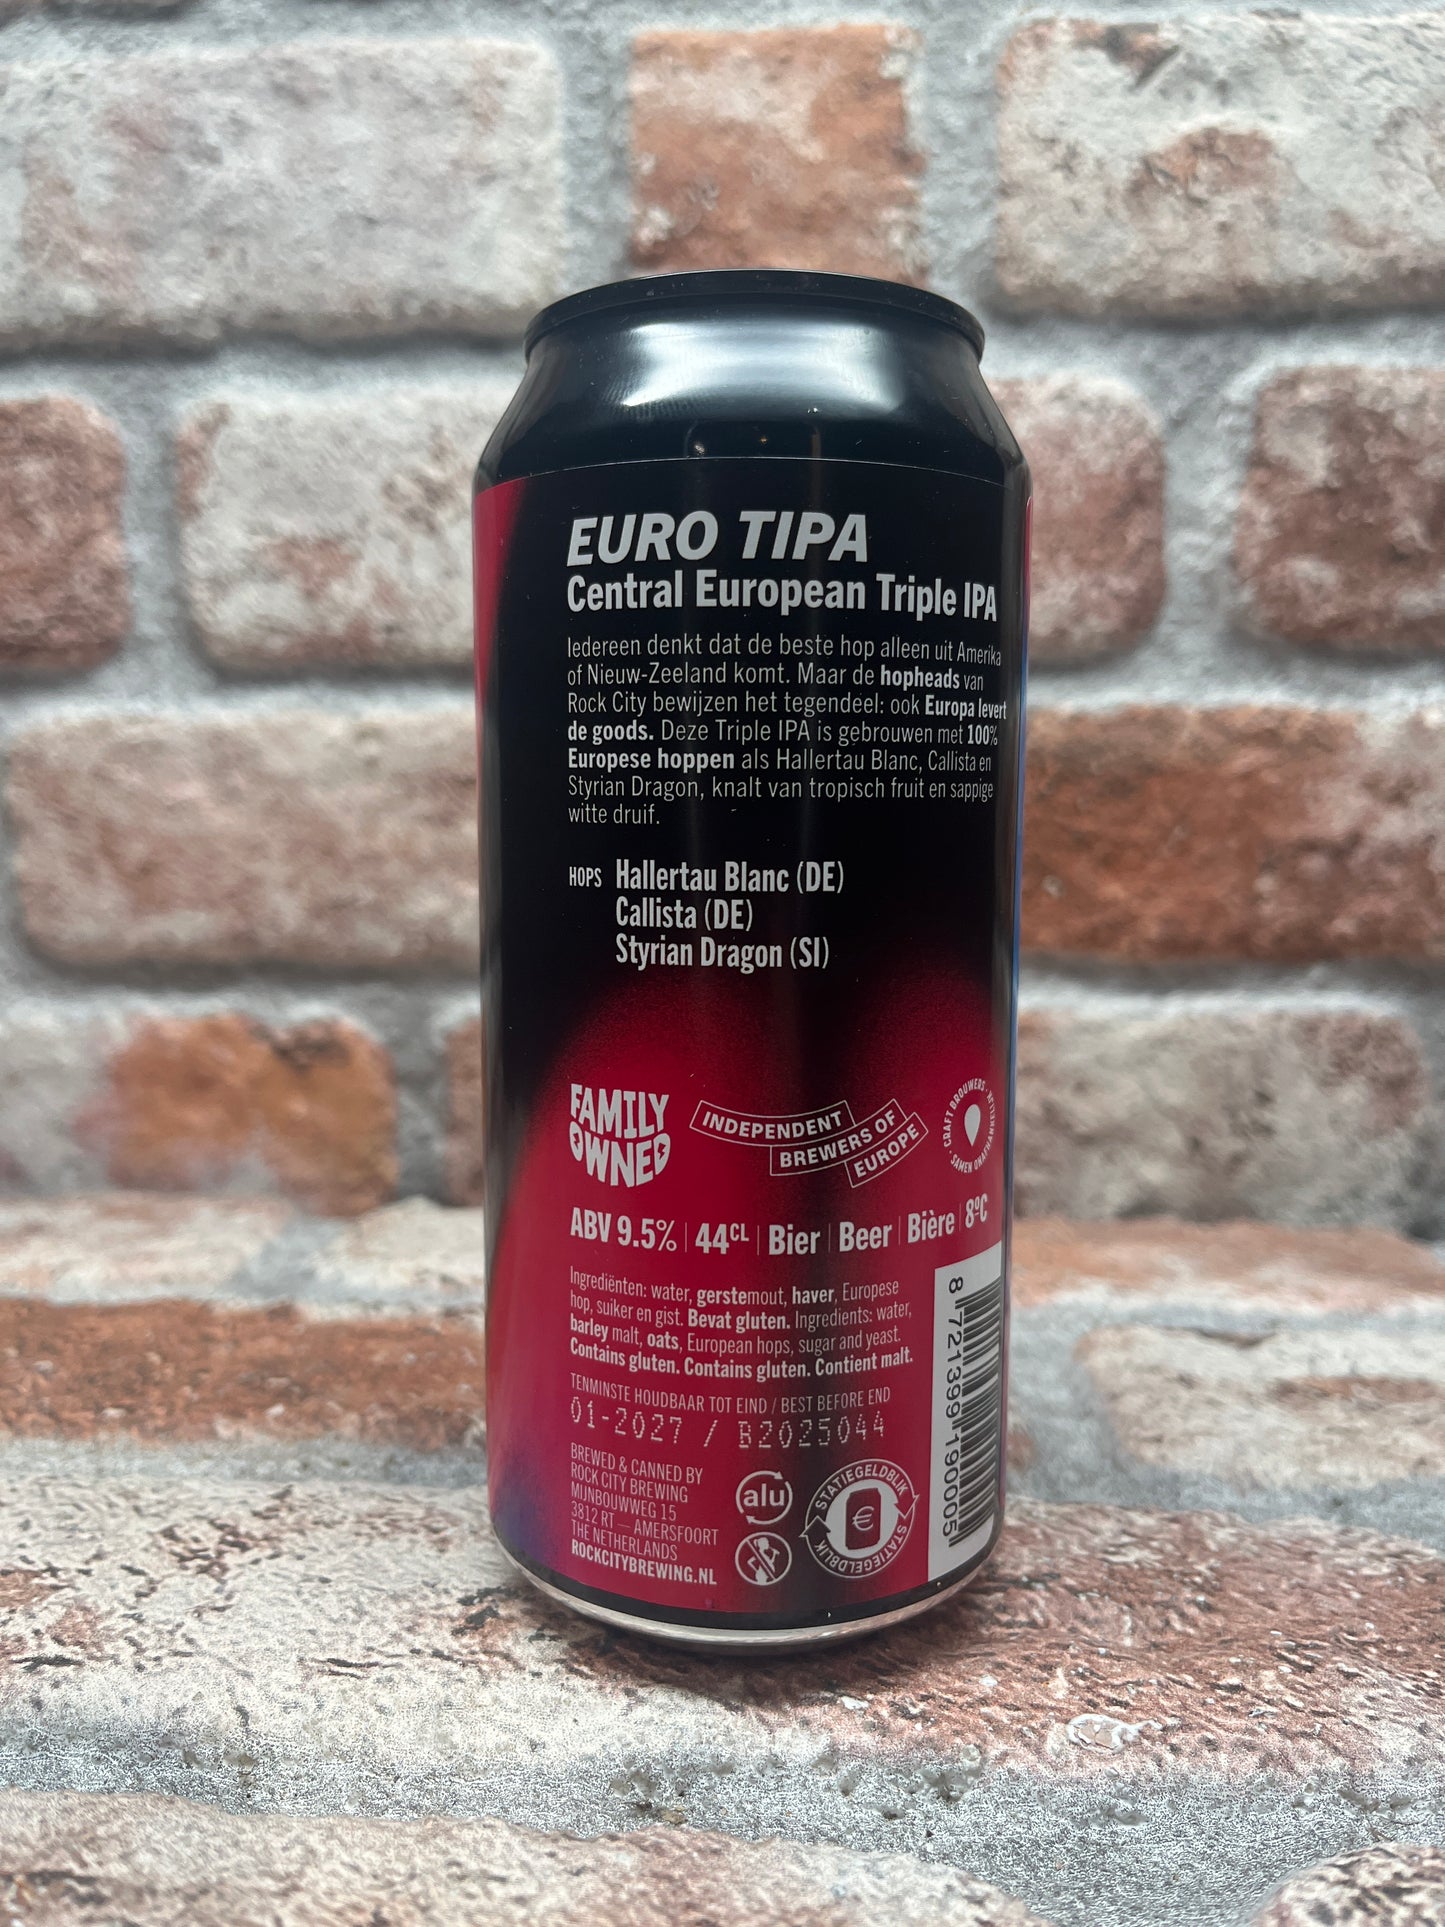 EURO TIPA
Central European Triple IPA
Iedereen denkt dat de beste hop alleen uit Amerika
of Nieuw-Zeeland komt. Maar de hopheads van
Rock City bewijzen het tegendeel: ook Europa levert
de goods. Deze Triple IPA is gebrouwen met 100%
Europese hoppen als Hallertau Blanc, Callista en
Styrian Dragon, knalt van tropisch fruit en sappige
witte druif.
HOPS Hallertau Blanc (DE)
Callista (DE)
Styrian Dragon (SI)
FAMILY
OWNED
INDEPENDENT
BREWERS OF
EUROPE
CRAFT BROUWERS · SAMEN ONAFHANKELIJK ·
ABV 9.5% | 44CL | Bier | Beer | Bière | 8ºC
Ingrediënten: water, gerstemout, haver, Europese
hop, suiker en gist. Bevat gluten. Ingredients: water,
barley malt, oats, European hops, sugar and yeast.
Contains gluten. Contains gluten. Contient malt.
TENMINSTE HOUDBAAR TOT EIND / BEST BEFORE END
01-2027 / B2025044
BREWED & CANNED BY
ROCK CITY BREWING
MIJNBOUWWEG 15
3812 RT — AMERSFOORT
THE NETHERLANDS
ROCKCITYBREWING.NL
alu
STATIEGELDBLIK
€
STATIEGELDBLIK
8 721399 190005